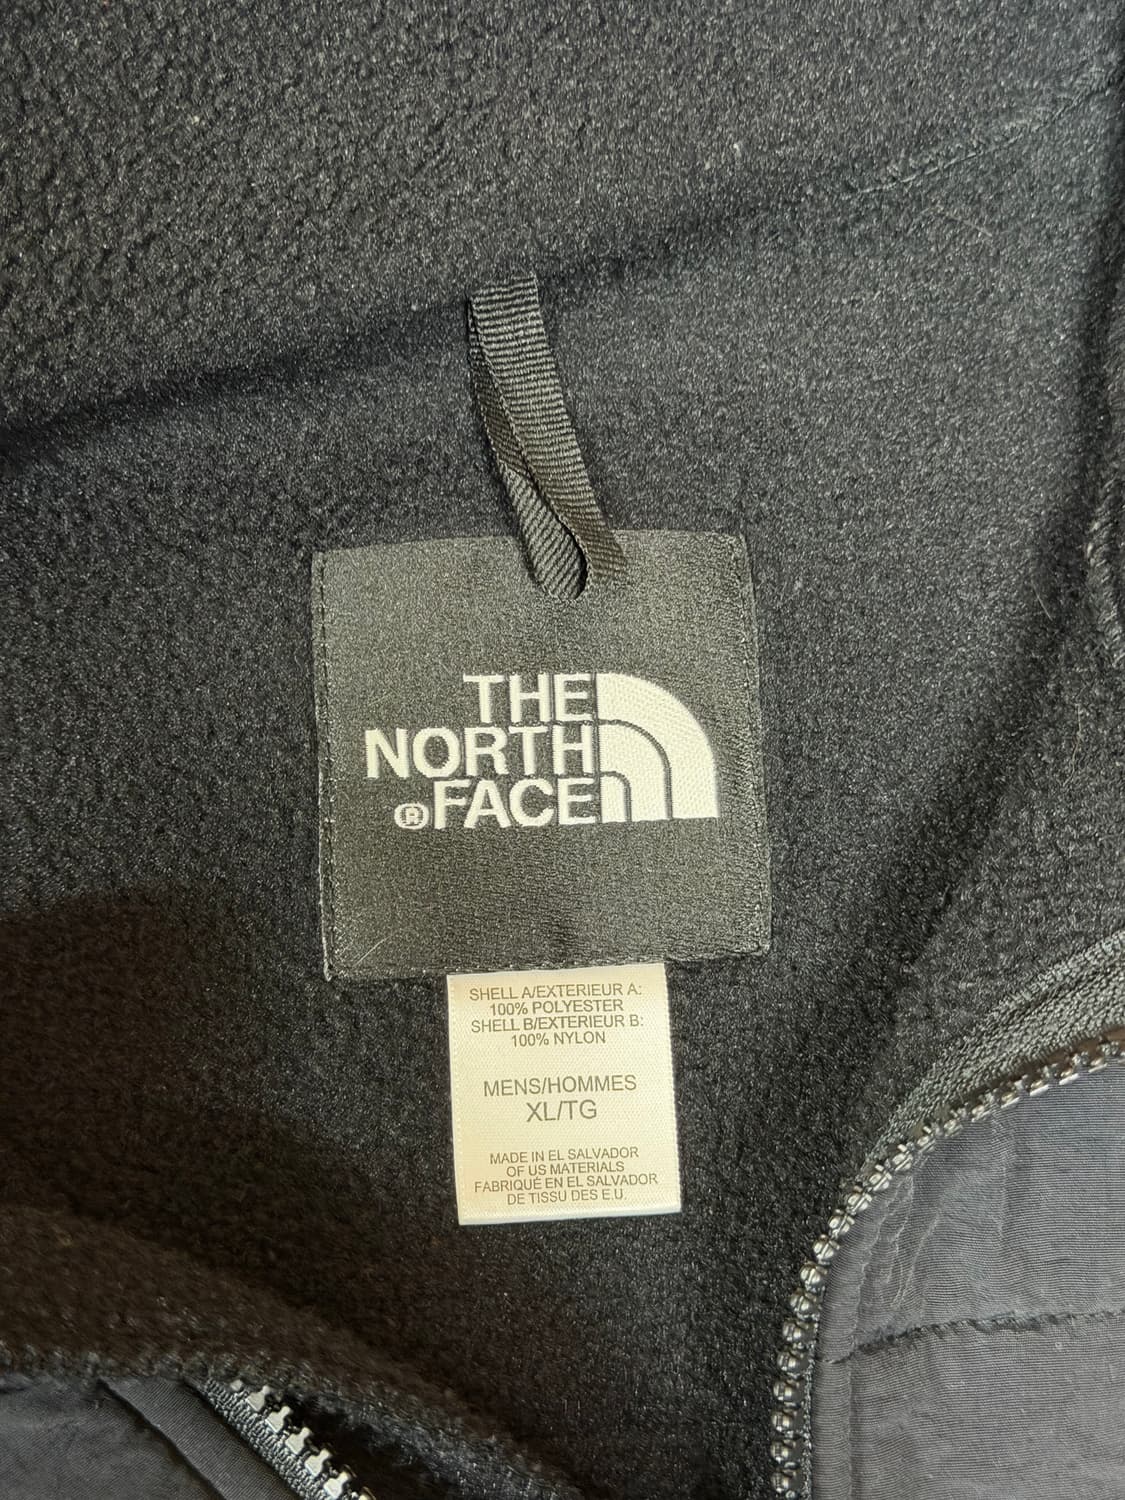 THE
NORTH
®FACE
SHELL A/EXTERIEUR A:
100% POLYESTER
SHELL B/EXTERIEUR B:
100% NYLON
MENS/HOMMES
XL/TG
MADE IN EL SALVADOR
OF US MATERIALS
FABRIQUÉ EN EL SALVADOR
DE TISSU DES E.U.